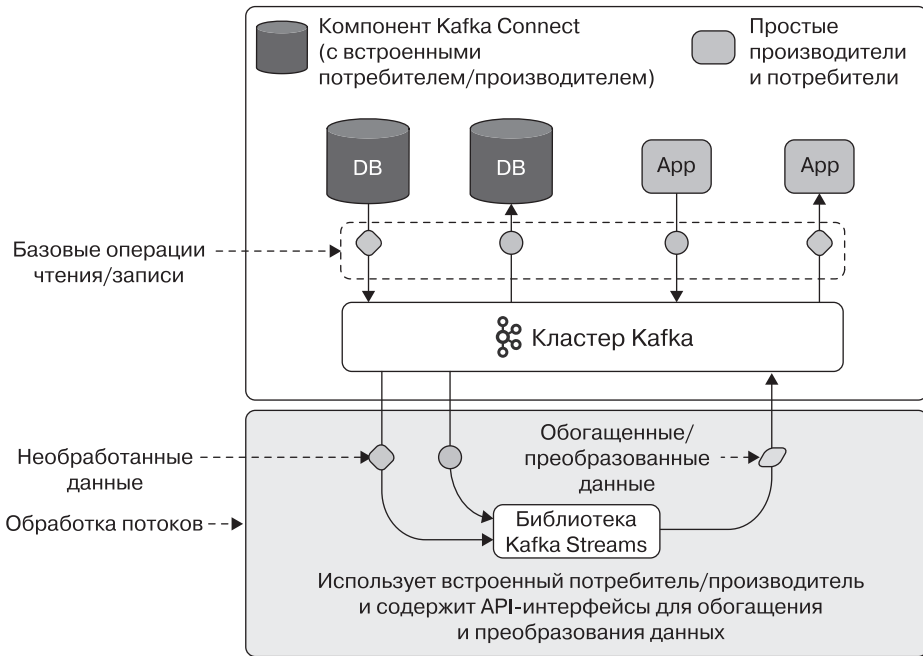 Компонент Kafka Connect
(с встроенными
потребителем/производителем)
Простые
производители
и потребители
DB
DB
App
App
Базовые операции
чтения/записи
Кластер Kafka
Необработанные
данные
Обогащенные/
преобразованные
данные
Обработка потоков
Библиотека
Kafka Streams
Использует встроенный потребитель/производитель
и содержит API-интерфейсы для обогащения
и преобразования данных